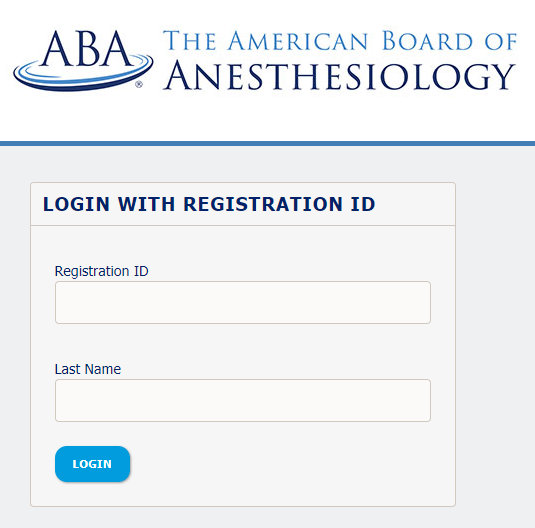 ABA
®
THE AMERICAN BOARD OF
ANESTHESIOLOGY
LOGIN WITH REGISTRATION ID
Registration ID
Last Name
LOGIN